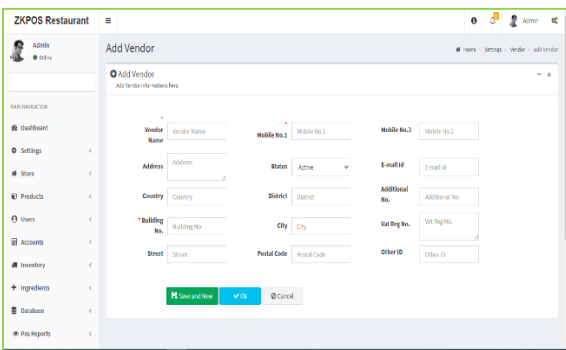 ZKPOS Restaurant
Admin
Admin
Online
Add Vendor
Home > Settings > Vendor > Add Vendor
Add Vendor
Add Vendor Informations here.
MAIN NAVIGATION
Dashboard
Settings
Store
Products
Users
Accounts
Inventory
Ingredients
Database
Pos Reports
* Vendor Name
Vendor Name
* Mobile No.1
Mobile No.2
Mobile No.2
Mobile No.2
Address
Address
Status
Active
E-mail Id
E-mail id
Country
Country
District
District
Additional No.
Additional No.
* Building No.
Building No.
City
City
Vat Reg No.
Vat Reg No.
Street
Street
Postal Code
Postal Code
Other ID
Other ID
Save and New
Ok
Cancel